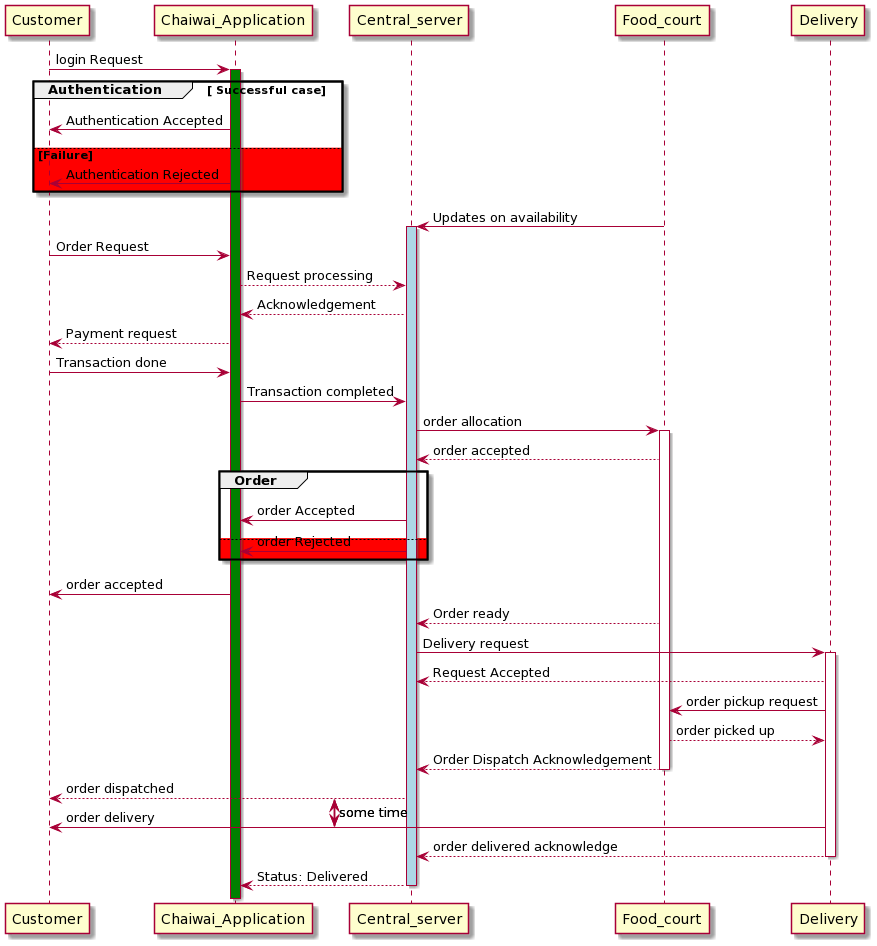 Customer Chaiwai_Application Central_server Food_court Delivery
login Request
Authentication [ Successful case]
Authentication Accepted
[Failure]
Authentication Rejected
Updates on availability
Order Request
Request processing
Acknowledgement
Payment request
Transaction done
Transaction completed
order allocation
order accepted
Order
order Accepted
order Rejected
order accepted
Order ready
Delivery request
Request Accepted
order pickup request
order picked up
Order Dispatch Acknowledgement
order dispatched
some time
order delivery
order delivered acknowledge
Status: Delivered
Customer Chaiwai_Application Central_server Food_court Delivery